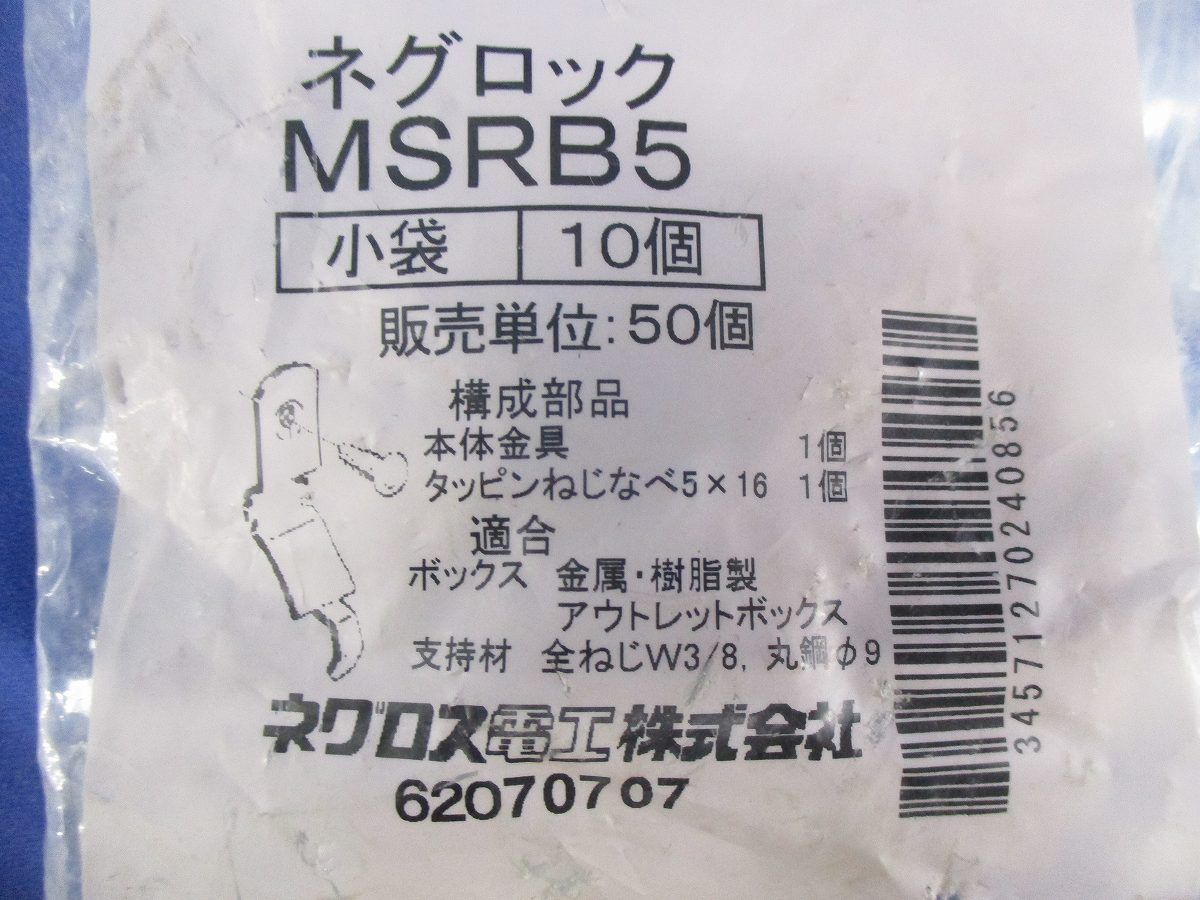 ネグロック
MSRB5
小袋 10個
販売単位:50個
構成部品
本体金具 1個
タッピンねじなべ5×16 1個
適合
ボックス 金属・樹脂製
アウトレットボックス
支持材 全ねじW3/8, 丸鋼φ9
ネグロス電工株式会社
62070707
34571270240856